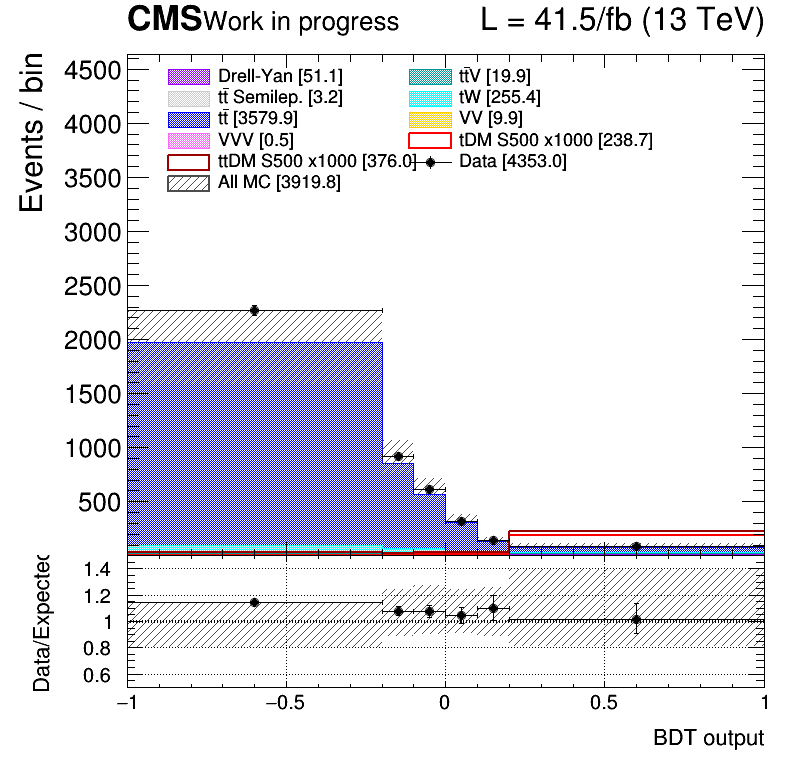 CMS Work in progress L = 41.5/fb (13 TeV)
Events / bin
4500
4000
3500
3000
2500
2000
1500
1000
500
Drell-Yan [51.1] tt̄V [19.9]
tt̄ Semilep. [3.2] tW [255.4]
tt̄ [3579.9] VV [9.9]
VVV [0.5] tDM S500 x1000 [238.7]
ttDM S500 x1000 [376.0] Data [4353.0]
All MC [3919.8]
Data/Expected
1.4
1.2
1
0.8
0.6
−1 −0.5 0 0.5 1
BDT output